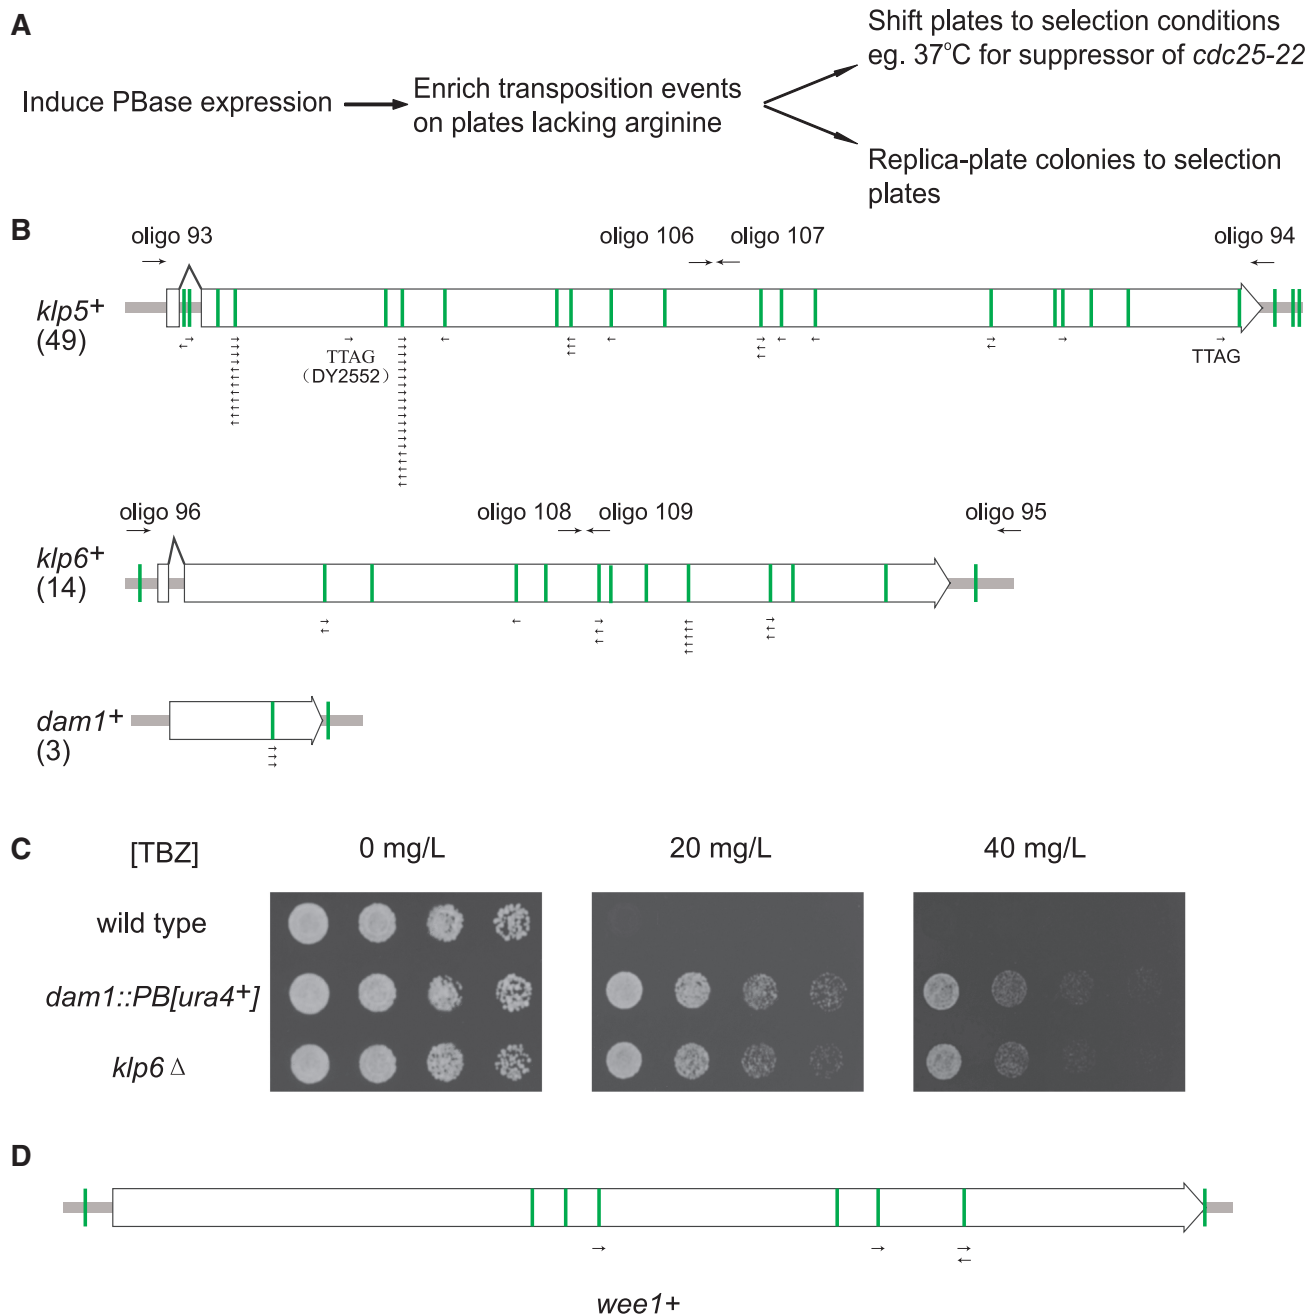 A
Induce PBase expression
Enrich transposition events
on plates lacking arginine
Shift plates to selection conditions
eg. 37°C for suppressor of cdc25-22
Replica-plate colonies to selection
plates
B
oligo 93
oligo 106
oligo 107
oligo 94
klp5+
(49)
TTAG
(DY2552)
TTAG
oligo 96
oligo 108
oligo 109
oligo 95
klp6+
(14)
dam1+
(3)
C
[TBZ]
0 mg/L
20 mg/L
40 mg/L
wild type
dam1::PB[ura4+]
klp6 Δ
D
wee1+